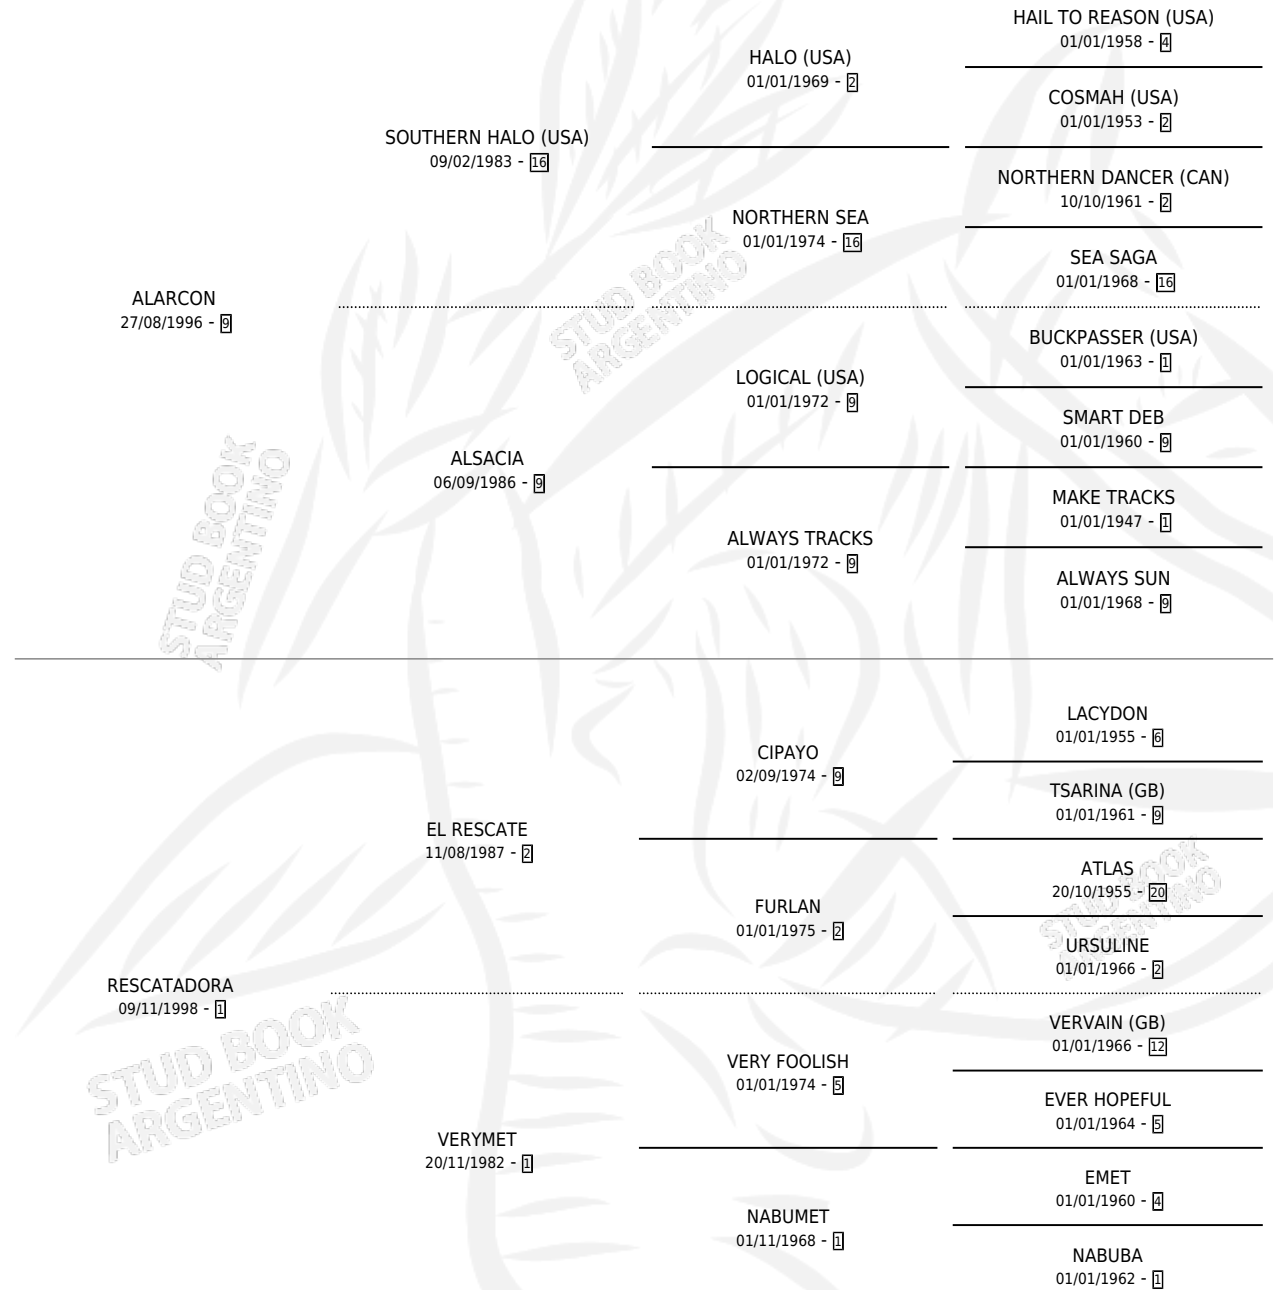 HAIL TO REASON (USA)
01/01/1958 - 4
HALO (USA)
01/01/1969 - 2
COSMAH (USA)
01/01/1953 - 2
SOUTHERN HALO (USA)
09/02/1983 - 16
NORTHERN DANCER (CAN)
10/10/1961 - 2
NORTHERN SEA
01/01/1974 - 16
SEA SAGA
01/01/1968 - 16
STUD BOOK
ARGENTINO
ALARCON
27/08/1996 - 9
BUCKPASSER (USA)
01/01/1963 - 1
LOGICAL (USA)
01/01/1972 - 9
SMART DEB
01/01/1960 - 9
ALSACIA
06/09/1986 - 9
MAKE TRACKS
01/01/1947 - 1
ALWAYS TRACKS
01/01/1972 - 9
ALWAYS SUN
01/01/1968 - 9
STUD BOOK
ARGENTINO
LACYDON
01/01/1955 - 6
CIPAYO
02/09/1974 - 9
TSARINA (GB)
01/01/1961 - 9
EL RESCATE
11/08/1987 - 2
ATLAS
20/10/1955 - 20
FURLAN
01/01/1975 - 2
URSULINE
01/01/1966 - 2
STUD BOOK
ARGENTINO
RESCATADORA
09/11/1998 - 1
VERVAIN (GB)
01/01/1966 - 12
VERY FOOLISH
01/01/1974 - 5
EVER HOPEFUL
01/01/1964 - 5
STUD BOOK
ARGENTINO
VERYMET
20/11/1982 - 1
EMET
01/01/1960 - 4
NABUMET
01/11/1968 - 1
NABUBA
01/01/1962 - 1